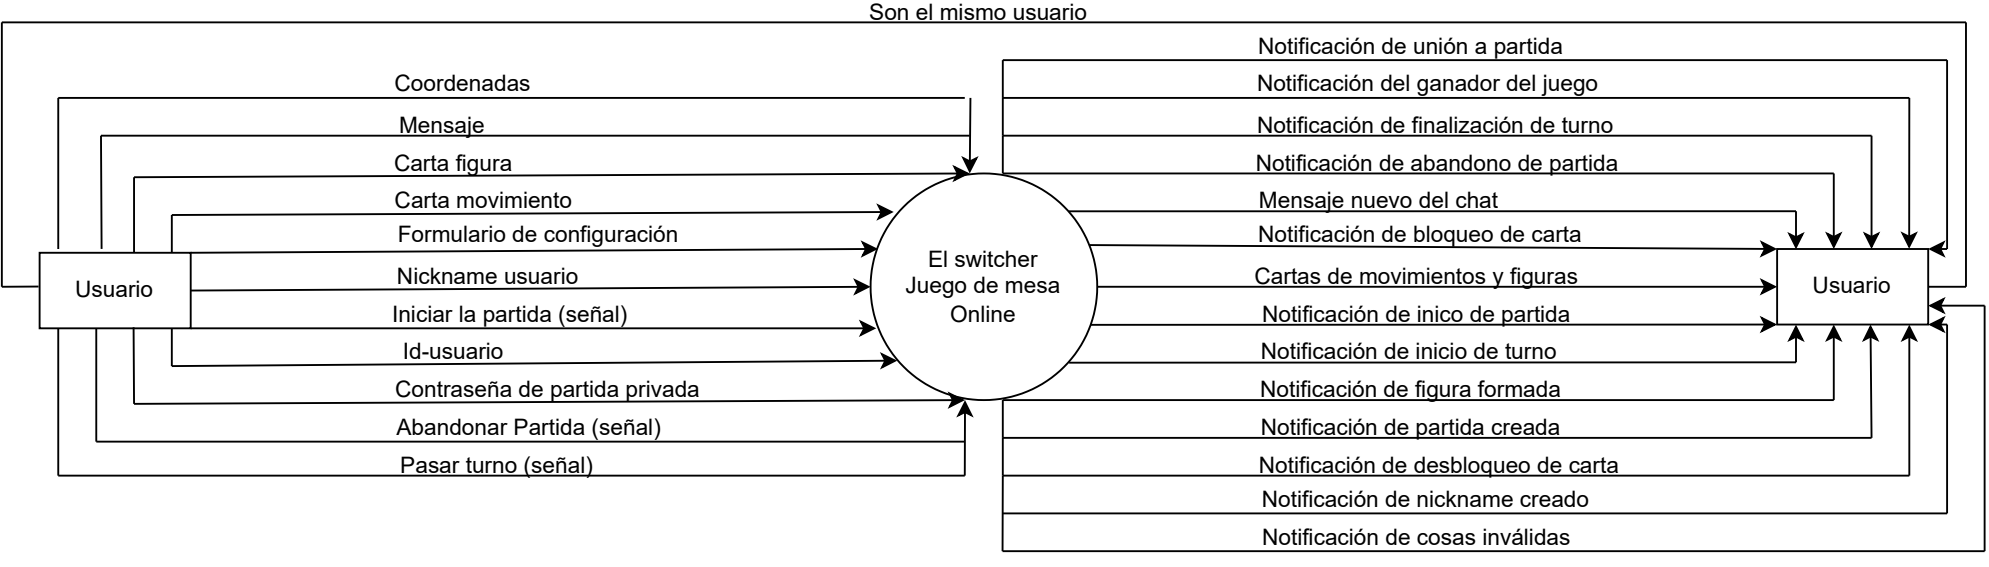 Son el mismo usuario
Coordenadas
Mensaje
Carta figura
Carta movimiento
Formulario de configuración
Nickname usuario
Iniciar la partida (señal)
Id-usuario
Contraseña de partida privada
Abandonar Partida (señal)
Pasar turno (señal)
Usuario
El switcher
Juego de mesa
Online
Notificación de unión a partida
Notificación del ganador del juego
Notificación de finalización de turno
Notificación de abandono de partida
Mensaje nuevo del chat
Notificación de bloqueo de carta
Cartas de movimientos y figuras
Notificación de inico de partida
Notificación de inicio de turno
Notificación de figura formada
Notificación de partida creada
Notificación de desbloqueo de carta
Notificación de nickname creado
Notificación de cosas inválidas
Usuario